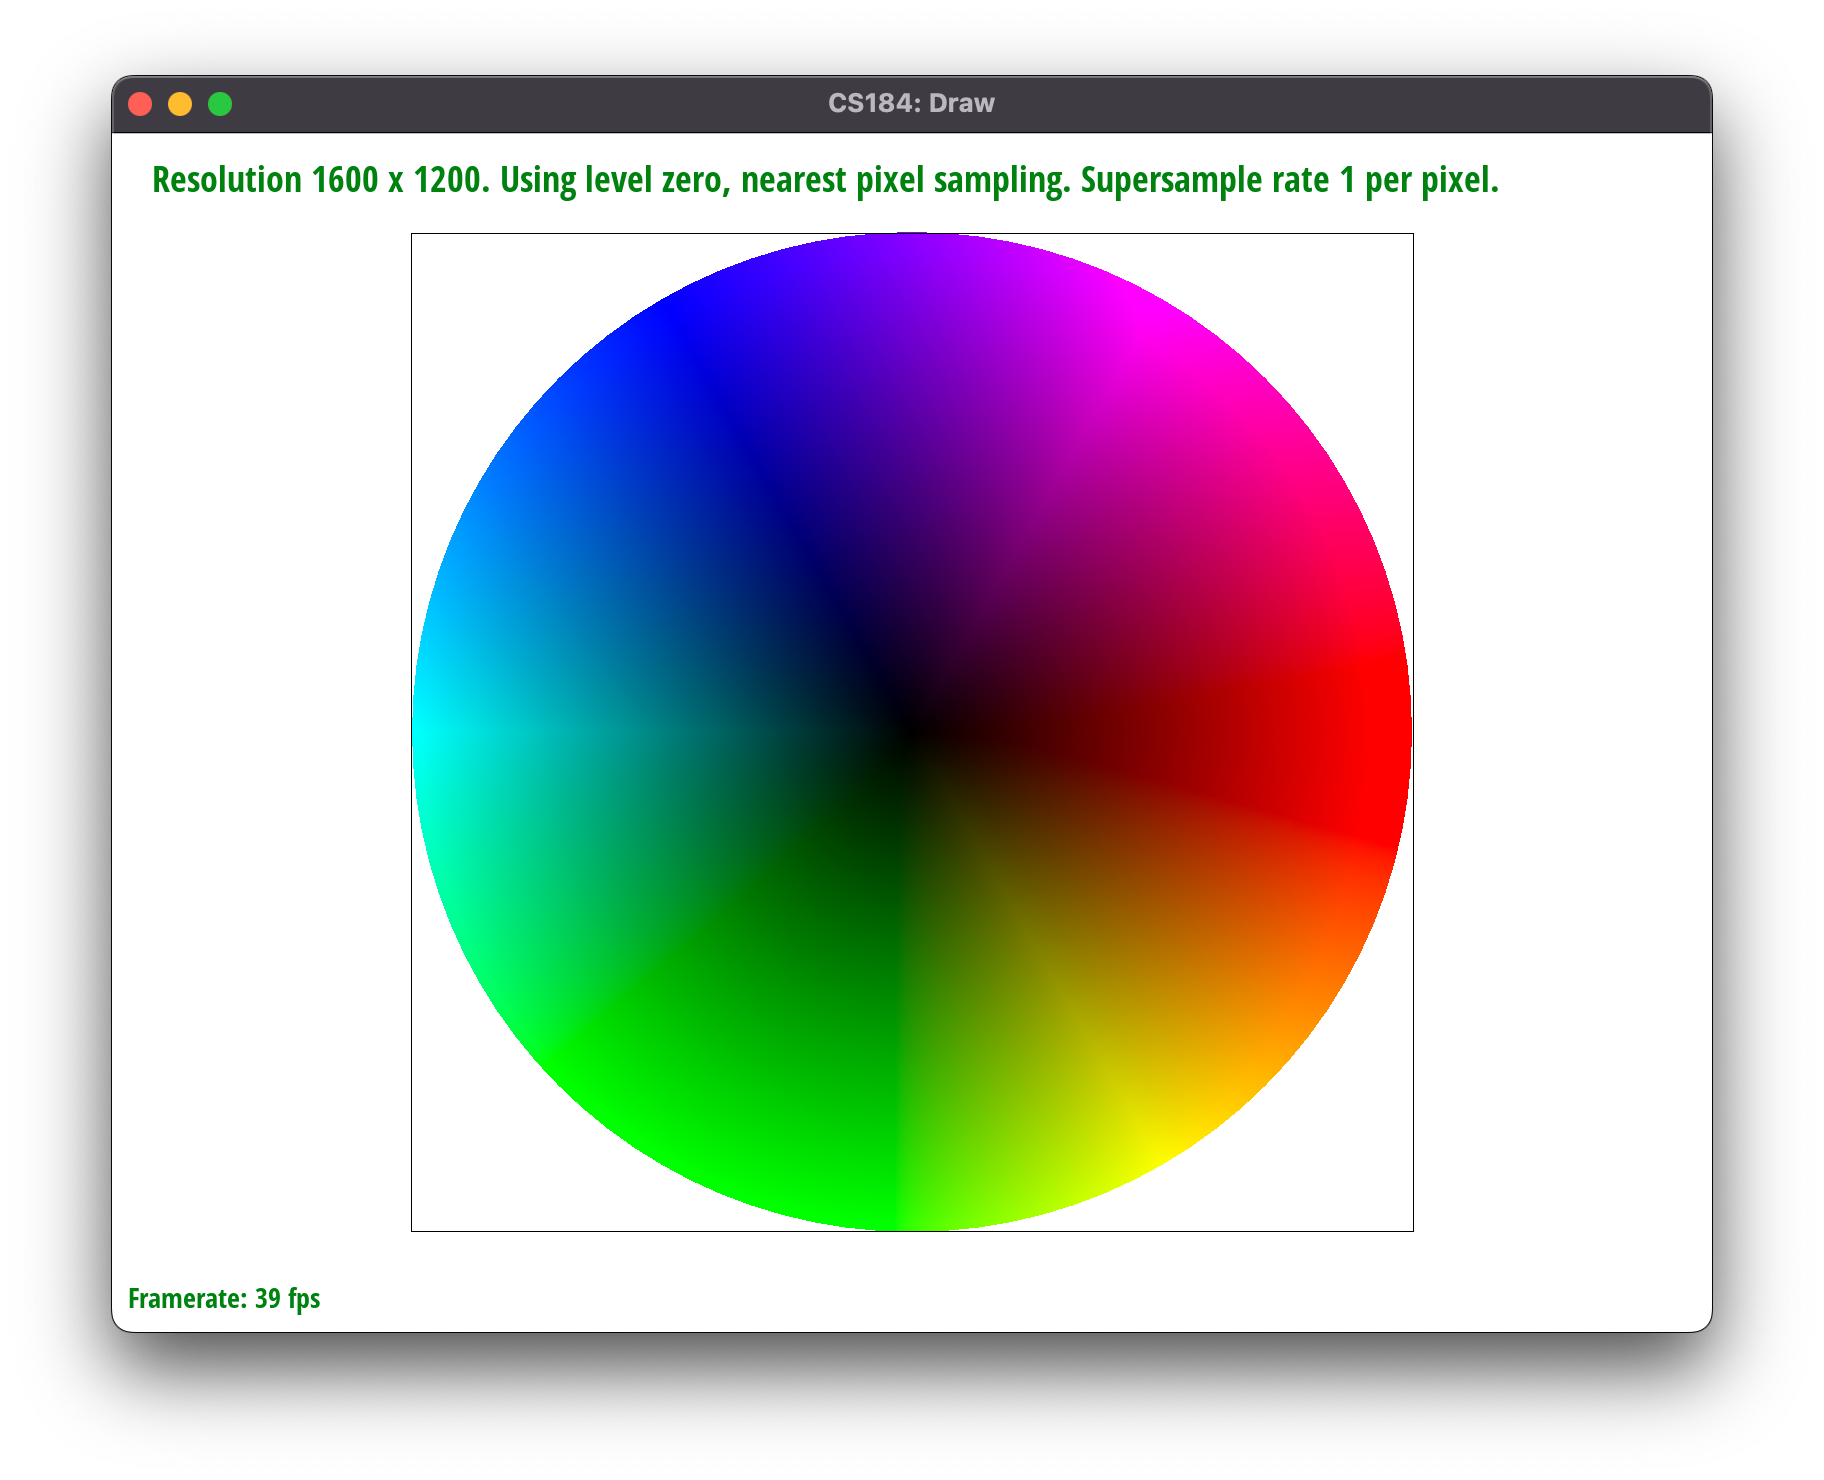 CS184: Draw
Resolution 1600 x 1200. Using level zero, nearest pixel sampling. Supersample rate 1 per pixel.
Framerate: 39 fps